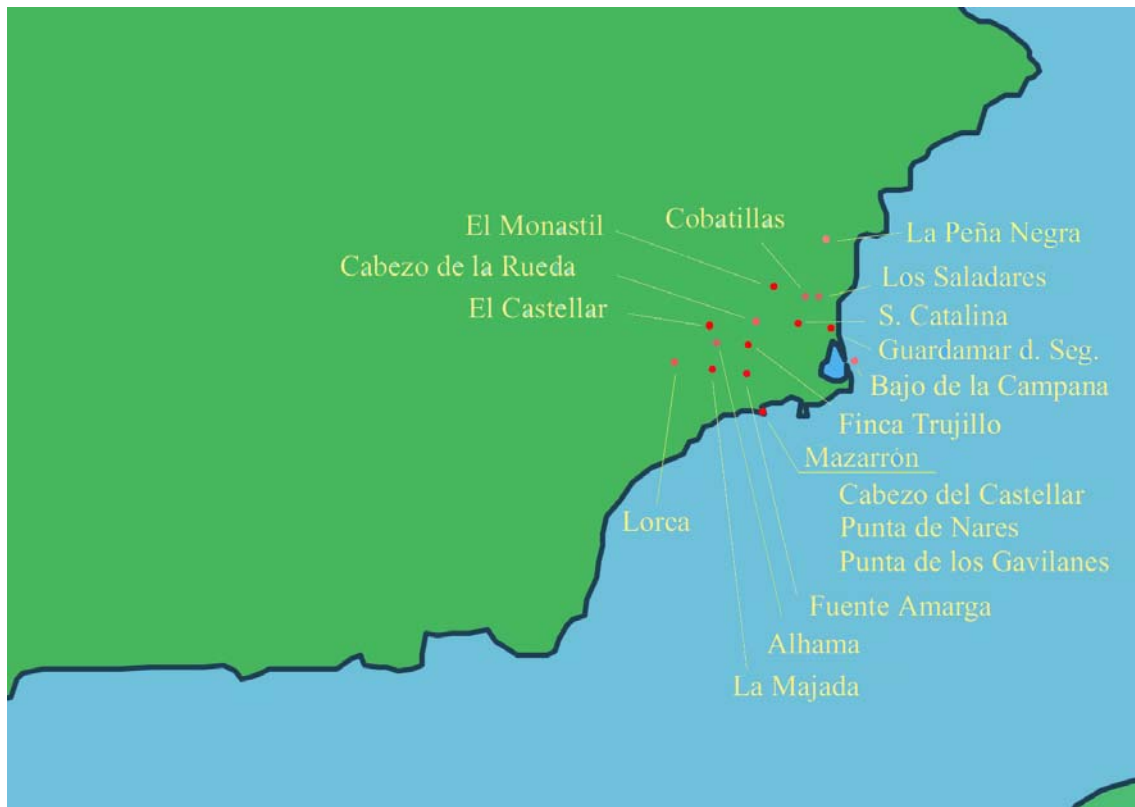 Cobatillas
El Monastil
La Peña Negra
Cabezo de la Rueda
Los Saladares
El Castellar
S. Catalina
Guardamar d. Seg.
Bajo de la Campana
Finca Trujillo
Mazarrón
Cabezo del Castellar
Lorca
Punta de Nares
Punta de los Gavilanes
Fuente Amarga
Alhama
La Majada